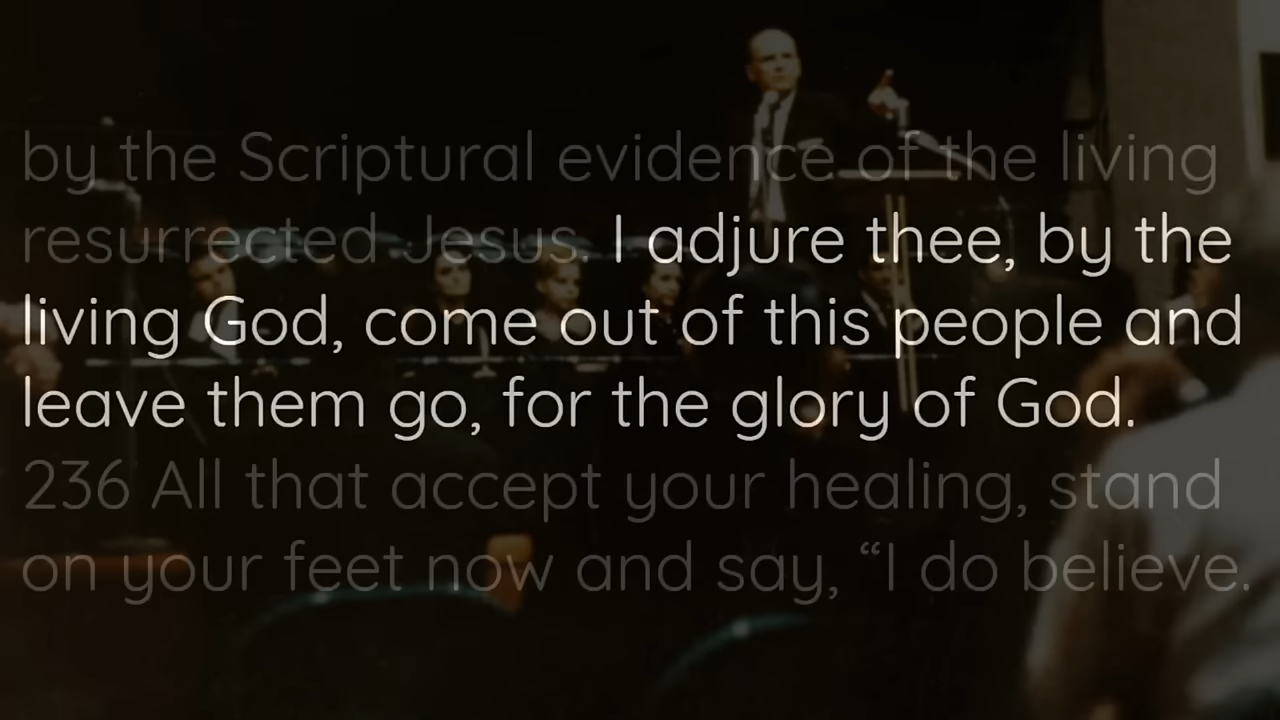 by the Scriptural evidence of the living
resurrected Jesus. I adjure thee, by the
living God, come out of this people and
leave them go, for the glory of God.
236 All that accept your healing, stand
on your feet now and say, “I do believe.